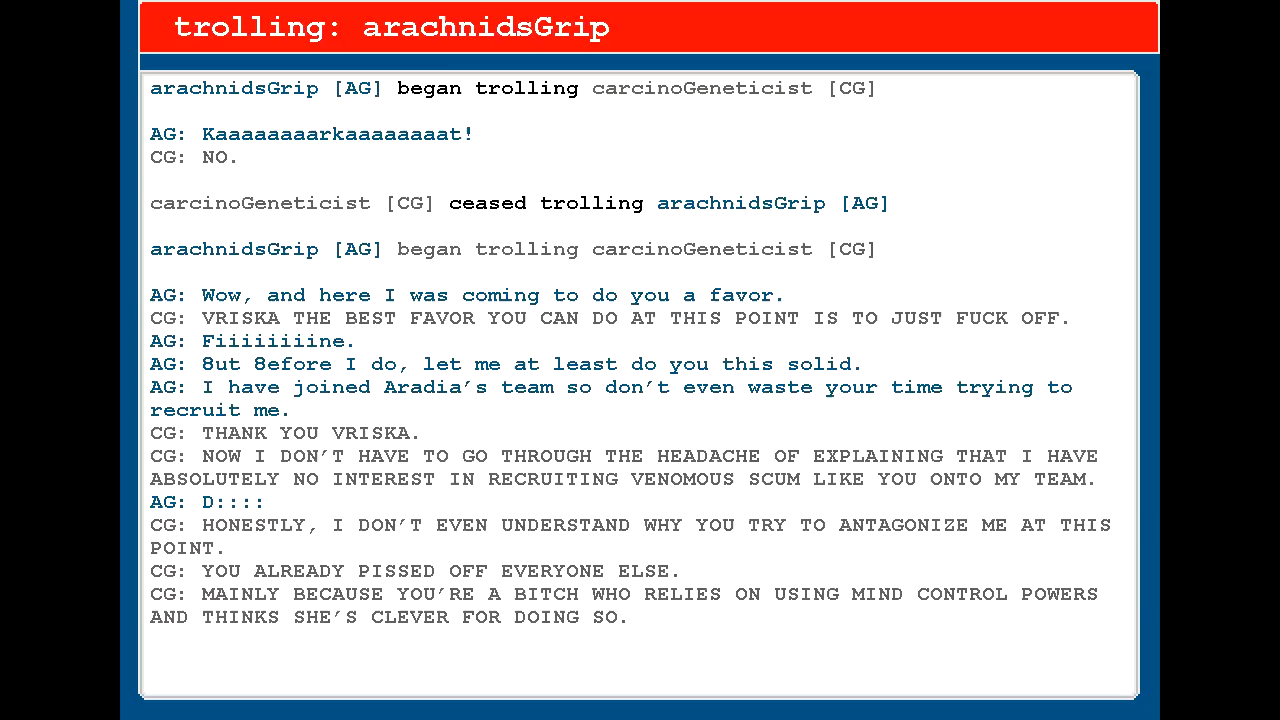 trolling: arachnidsGrip
arachnidsGrip [AG] began trolling carcinoGeneticist [CG]
AG: Kaaaaaaaarkaaaaaaaat!
CG: NO.
carcinoGeneticist [CG] ceased trolling arachnidsGrip [AG]
arachnidsGrip [AG] began trolling carcinoGeneticist [CG]
AG: Wow, and here I was coming to do you a favor.
CG: VRISKA THE BEST FAVOR YOU CAN DO AT THIS POINT IS TO JUST FUCK OFF.
AG: Fiiiiiiiine.
AG: 8ut 8efore I do, let me at least do you this solid.
AG: I have joined Aradia’s team so don’t even waste your time trying to
recruit me.
CG: THANK YOU VRISKA.
CG: NOW I DON’T HAVE TO GO THROUGH THE HEADACHE OF EXPLAINING THAT I HAVE
ABSOLUTELY NO INTEREST IN RECRUITING VENOMOUS SCUM LIKE YOU ONTO MY TEAM.
AG: D::::
CG: HONESTLY, I DON’T EVEN UNDERSTAND WHY YOU TRY TO ANTAGONIZE ME AT THIS
POINT.
CG: YOU ALREADY PISSED OFF EVERYONE ELSE.
CG: MAINLY BECAUSE YOU’RE A BITCH WHO RELIES ON USING MIND CONTROL POWERS
AND THINKS SHE’S CLEVER FOR DOING SO.